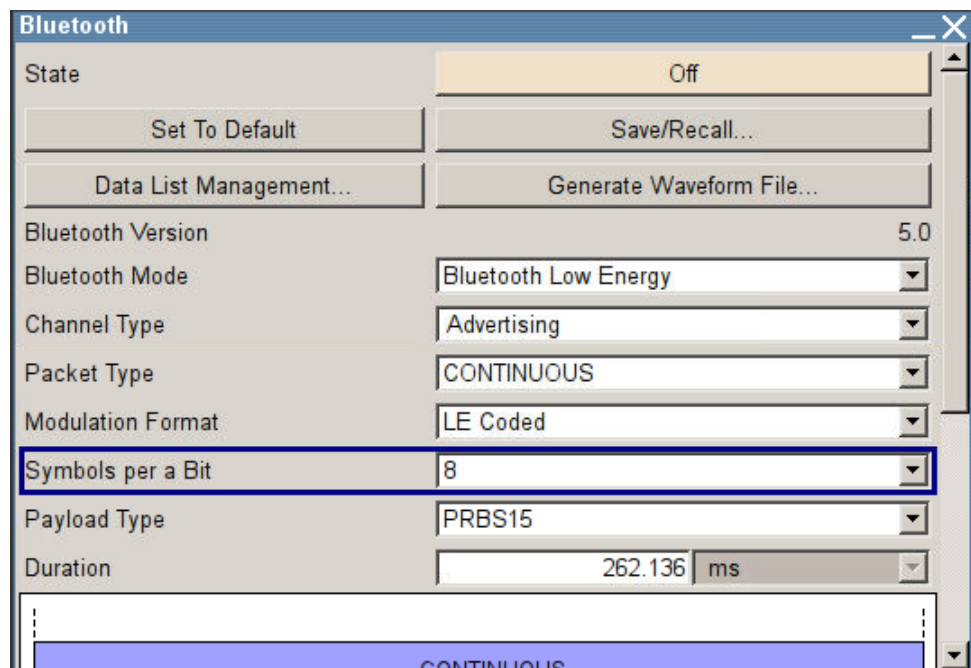 Bluetooth
State Off
Set To Default Save/Recall...
Data List Management... Generate Waveform File...
Bluetooth Version 5.0
Bluetooth Mode Bluetooth Low Energy
Channel Type Advertising
Packet Type CONTINUOUS
Modulation Format LE Coded
Symbols per a Bit 8
Payload Type PRBS15
Duration 262.136 ms
CONTINUOUS